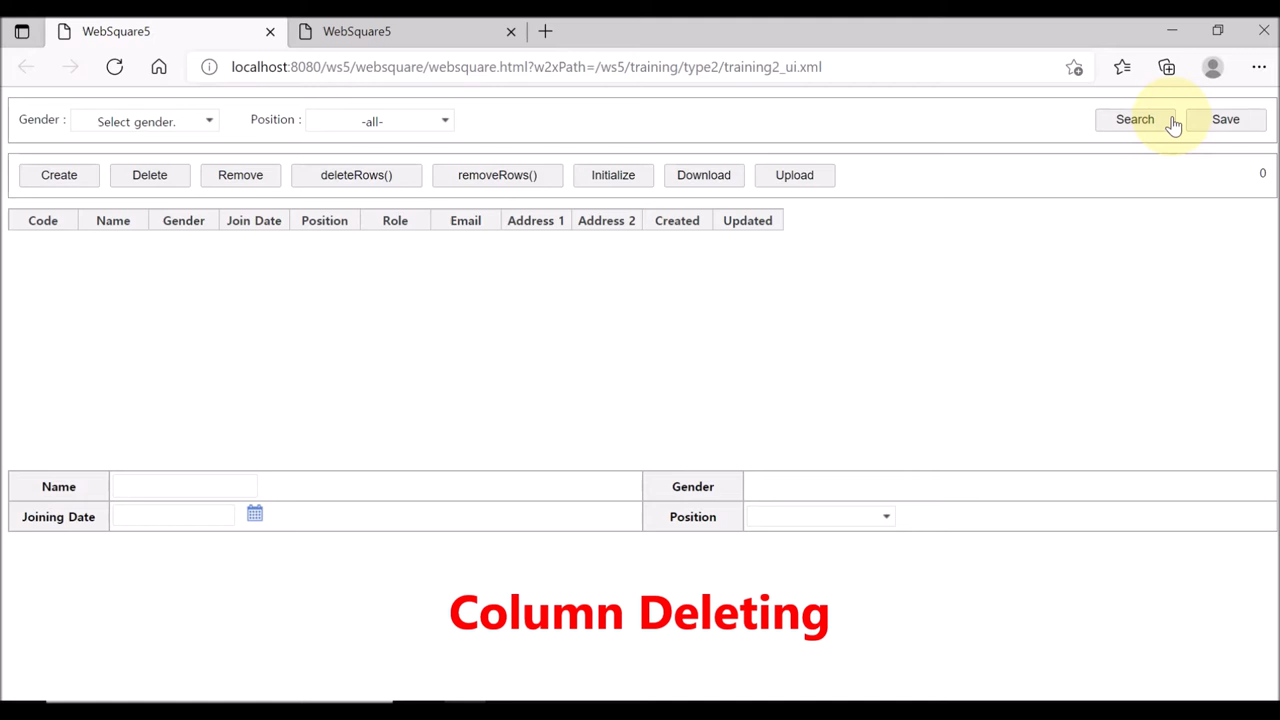 WebSquare5
WebSquare5
localhost:8080/ws5/websquare/websquare.html?w2xPath=/ws5/training/type2/training2_ui.xml
Gender : Select gender. Position : -all- Search Save
Create Delete Remove deleteRows() removeRows() Initialize Download Upload 0
Code Name Gender Join Date Position Role Email Address 1 Address 2 Created Updated
Name Gender
Joining Date Position
Column Deleting